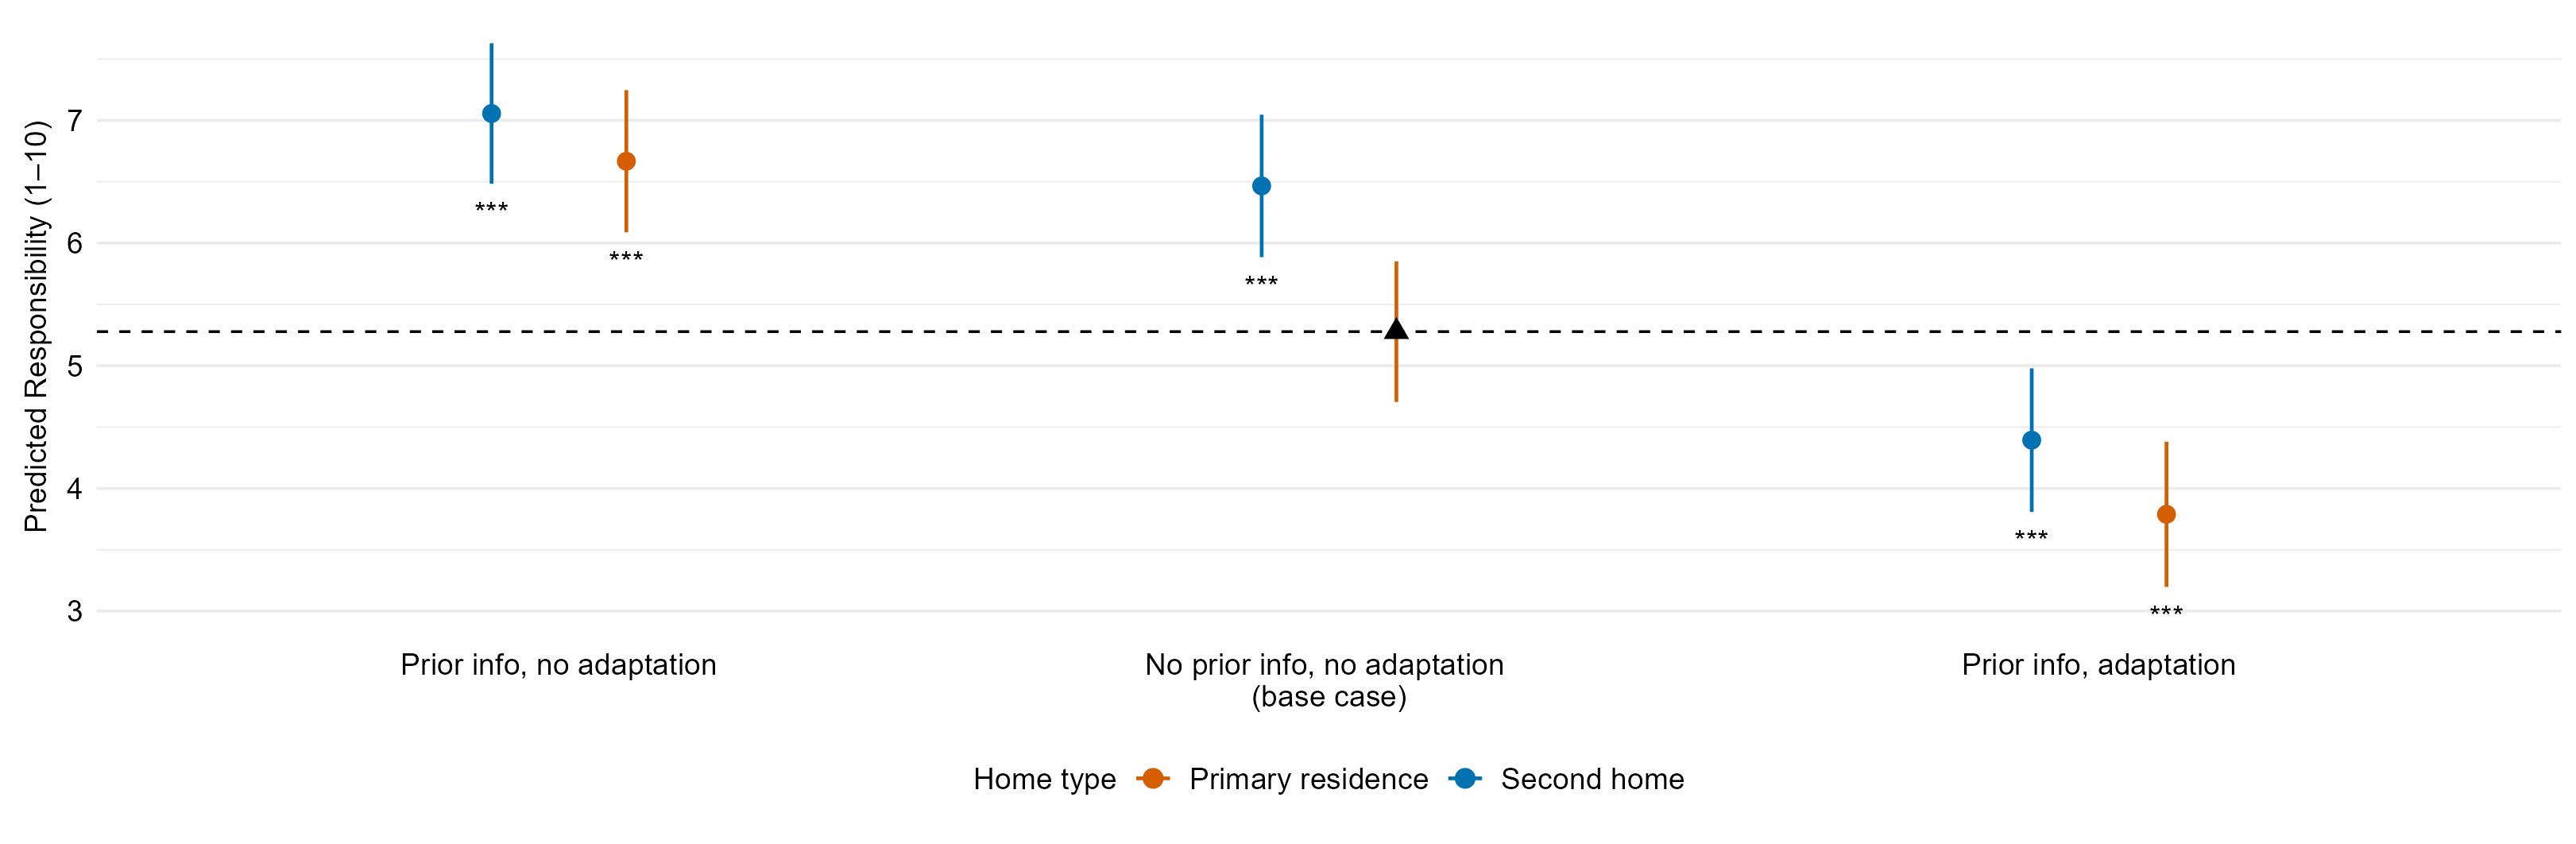 Predicted Responsibility (1–10)
7
6
5
4
3
***
***
***
***
***
Prior info, no adaptation
No prior info, no adaptation
(base case)
Prior info, adaptation
Home type
Primary residence
Second home